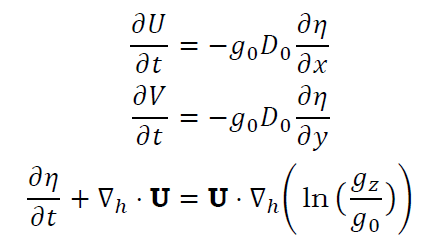 ∂U/∂t = −g₀D₀ ∂η/∂x
∂V/∂t = −g₀D₀ ∂η/∂y
∂η/∂t + ∇ₕ · 𝐔 = 𝐔 · ∇ₕ(ln (g_z/g₀))